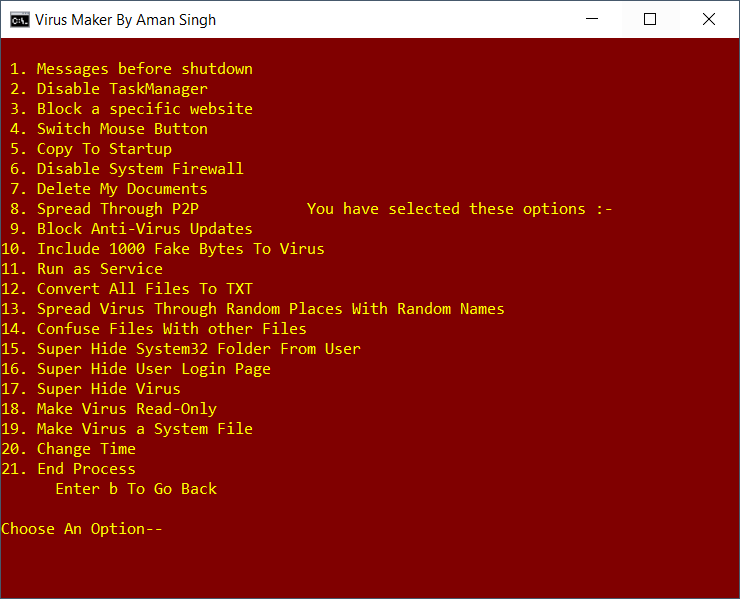 Virus Maker By Aman Singh
1. Messages before shutdown
2. Disable TaskManager
3. Block a specific website
4. Switch Mouse Button
5. Copy To Startup
6. Disable System Firewall
7. Delete My Documents
8. Spread Through P2P You have selected these options :-
9. Block Anti-Virus Updates
10. Include 1000 Fake Bytes To Virus
11. Run as Service
12. Convert All Files To TXT
13. Spread Virus Through Random Places With Random Names
14. Confuse Files With other Files
15. Super Hide System32 Folder From User
16. Super Hide User Login Page
17. Super Hide Virus
18. Make Virus Read-Only
19. Make Virus a System File
20. Change Time
21. End Process
Enter b To Go Back
Choose An Option--